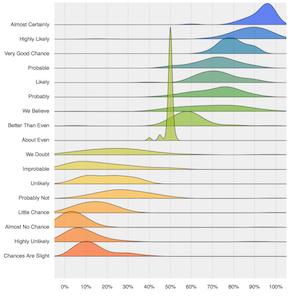 Almost Certainly
Highly Likely
Very Good Chance
Probable
Likely
Probably
We Believe
Better Than Even
About Even
We Doubt
Improbable
Unlikely
Probably Not
Little Chance
Almost No Chance
Highly Unlikely
Chances Are Slight
0% 10% 20% 30% 40% 50% 60% 70% 80% 90% 100%